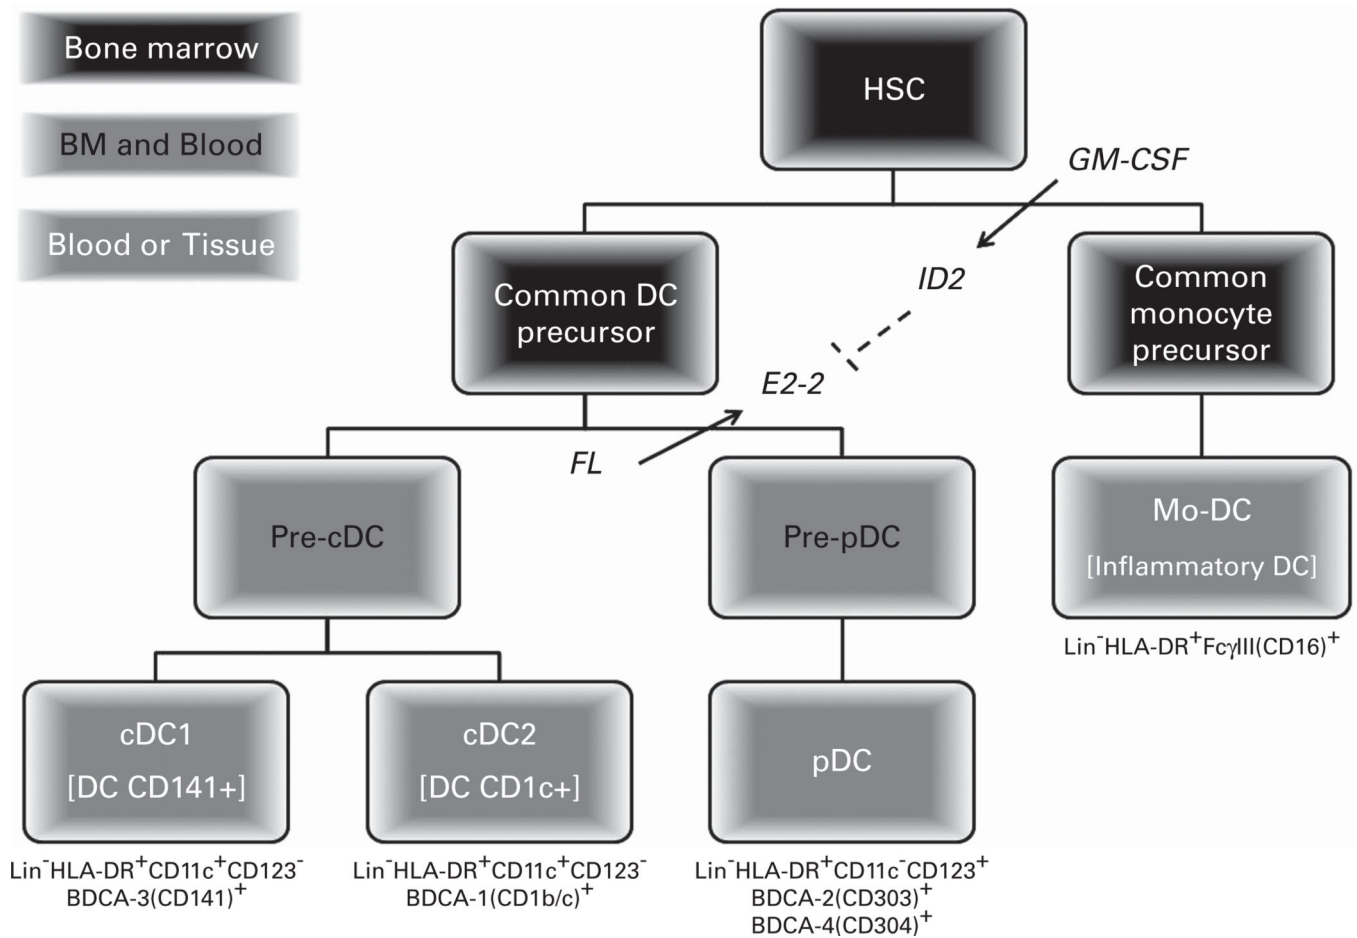 Bone marrow
BM and Blood
Blood or Tissue
HSC
GM-CSF
ID2
E2-2
FL
Common DC
precursor
Common
monocyte
precursor
Pre-cDC
Pre-pDC
Mo-DC
[Inflammatory DC]
Lin⁻HLA-DR⁺FcγIII(CD16)⁺
cDC1
[DC CD141+]
Lin⁻HLA-DR⁺CD11c⁺CD123⁻
BDCA-3(CD141)⁺
cDC2
[DC CD1c+]
Lin⁻HLA-DR⁺CD11c⁺CD123⁻
BDCA-1(CD1b/c)⁺
pDC
Lin⁻HLA-DR⁺CD11c⁻CD123⁺
BDCA-2(CD303)⁺
BDCA-4(CD304)⁺